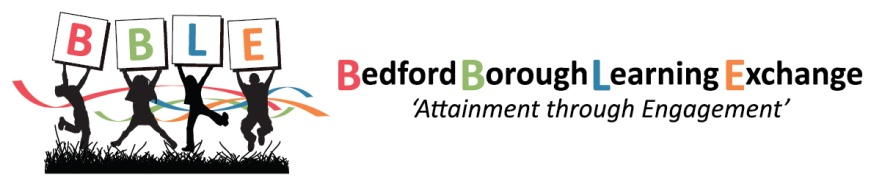 B B L E
Bedford Borough Learning Exchange
‘Attainment through Engagement’